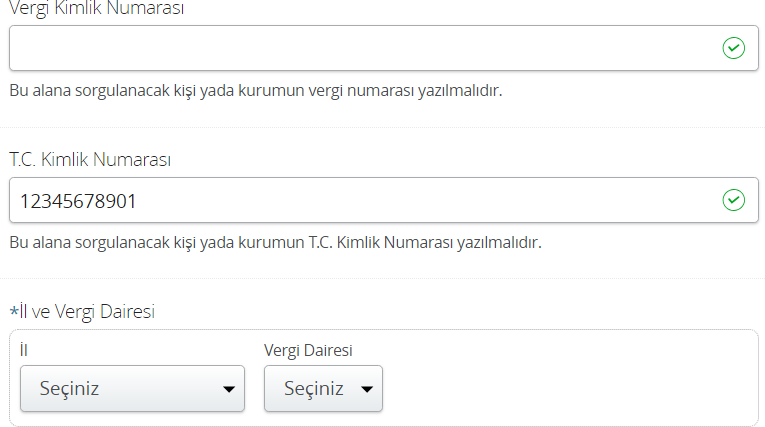 Vergi Kimlik Numarası
Bu alana sorgulanacak kişi yada kurumun vergi numarası yazılmalıdır.
T.C. Kimlik Numarası
12345678901
Bu alana sorgulanacak kişi yada kurumun T.C. Kimlik Numarası yazılmalıdır.
*İl ve Vergi Dairesi
İl Vergi Dairesi
Seçiniz Seçiniz